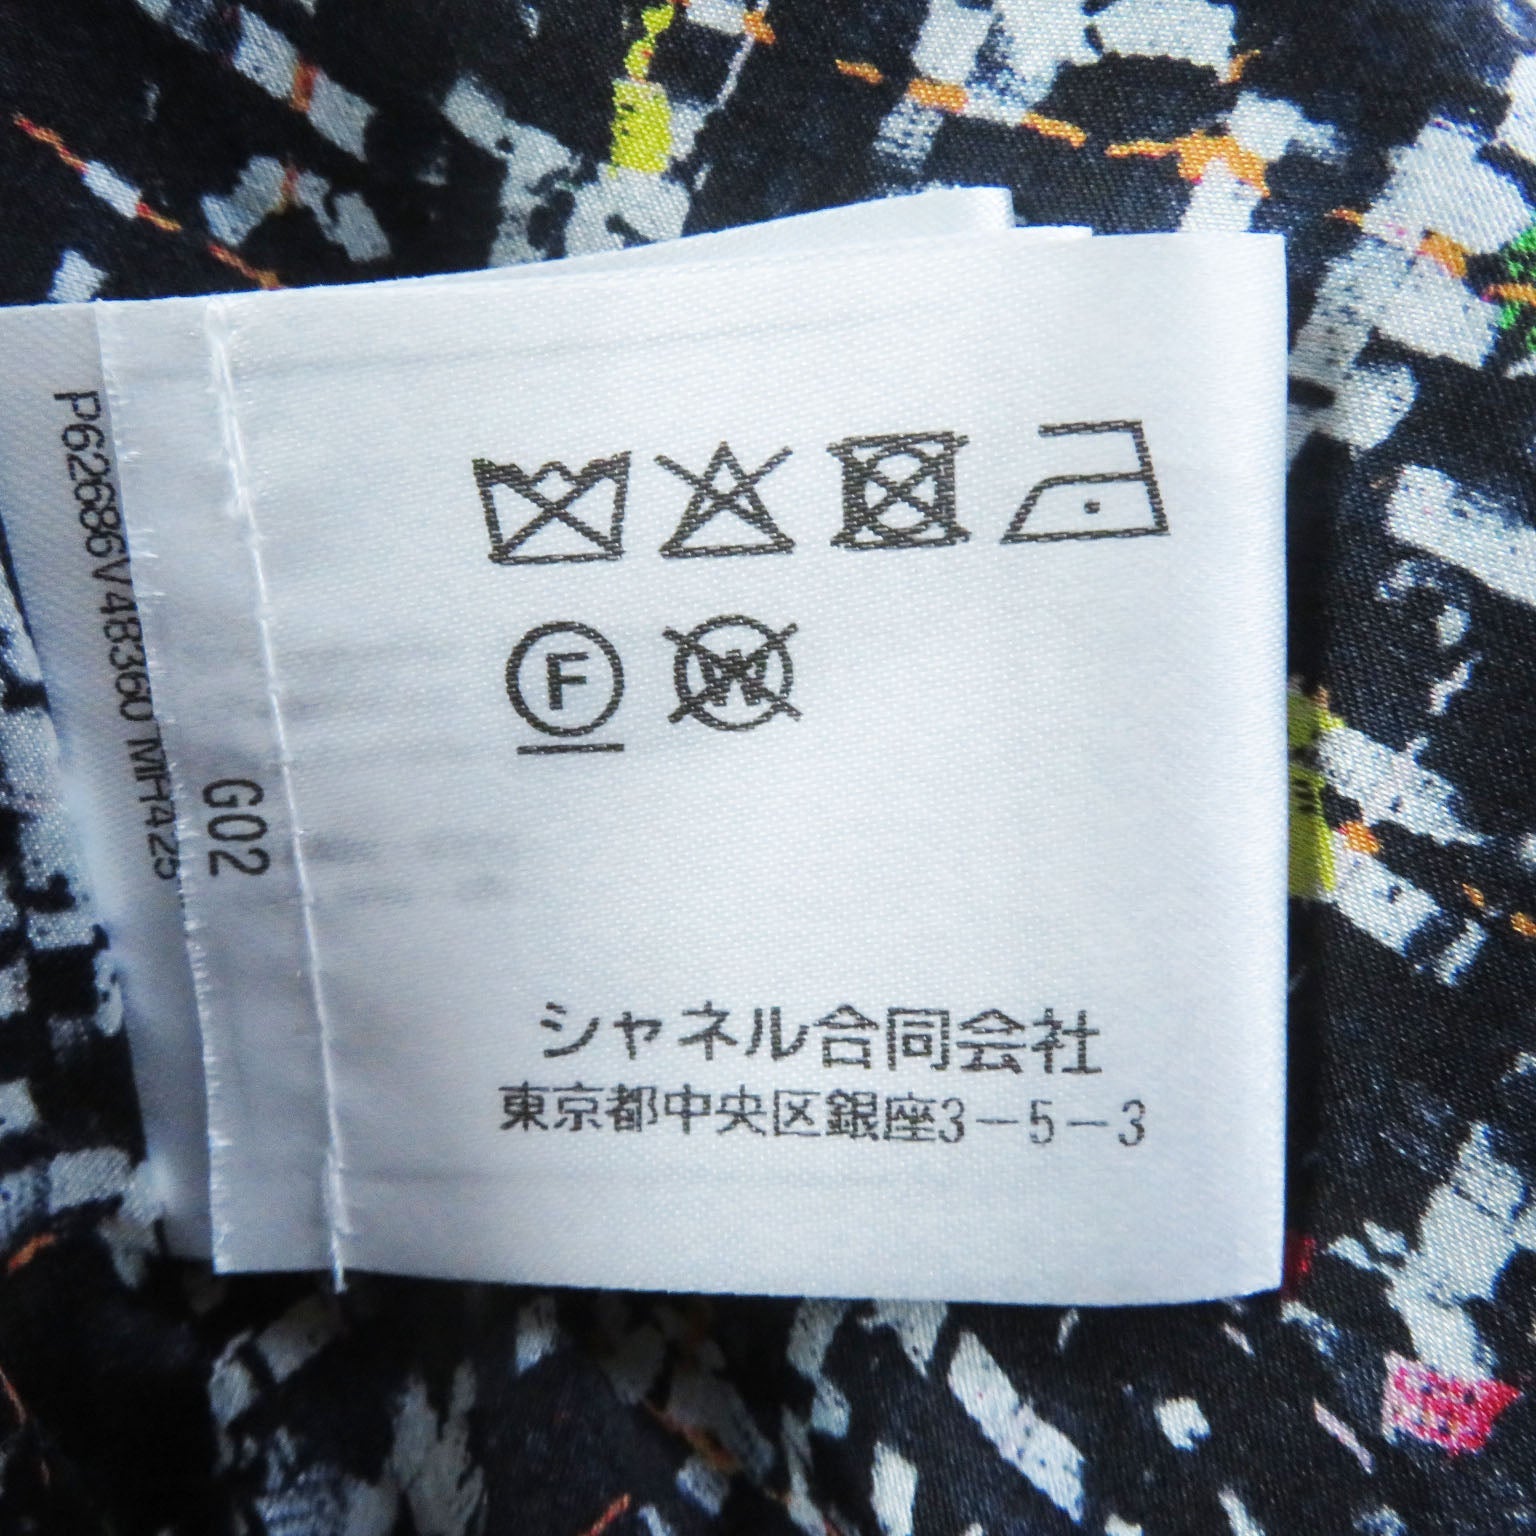 P62686V48360 MH425
G02
F
W
シャネル合同会社
東京都中央区銀座3-5-3